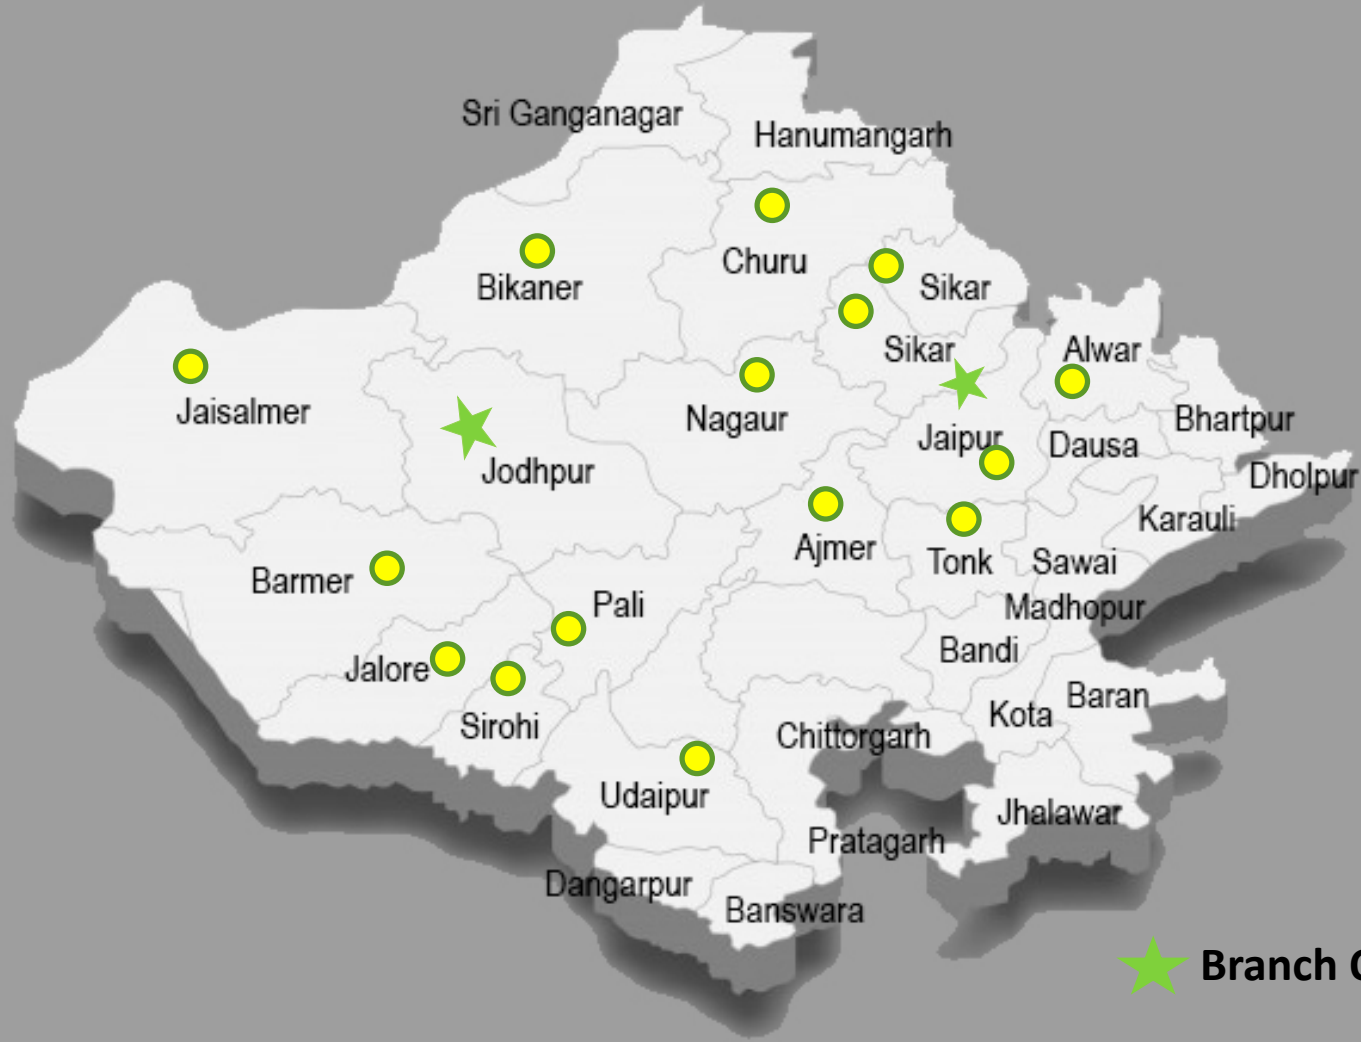 Sri Ganganagar
Hanumangarh
Churu
Bikaner
Sikar
Sikar
Alwar
Jaisalmer
Nagaur
Bhartpur
Jaipur
Dausa
Jodhpur
Dholpur
Karauli
Ajmer
Tonk
Sawai
Madhopur
Barmer
Pali
Bandi
Jalore
Baran
Kota
Sirohi
Chittorgarh
Udaipur
Jhalawar
Pratagarh
Dangarpur
Banswara
Branch